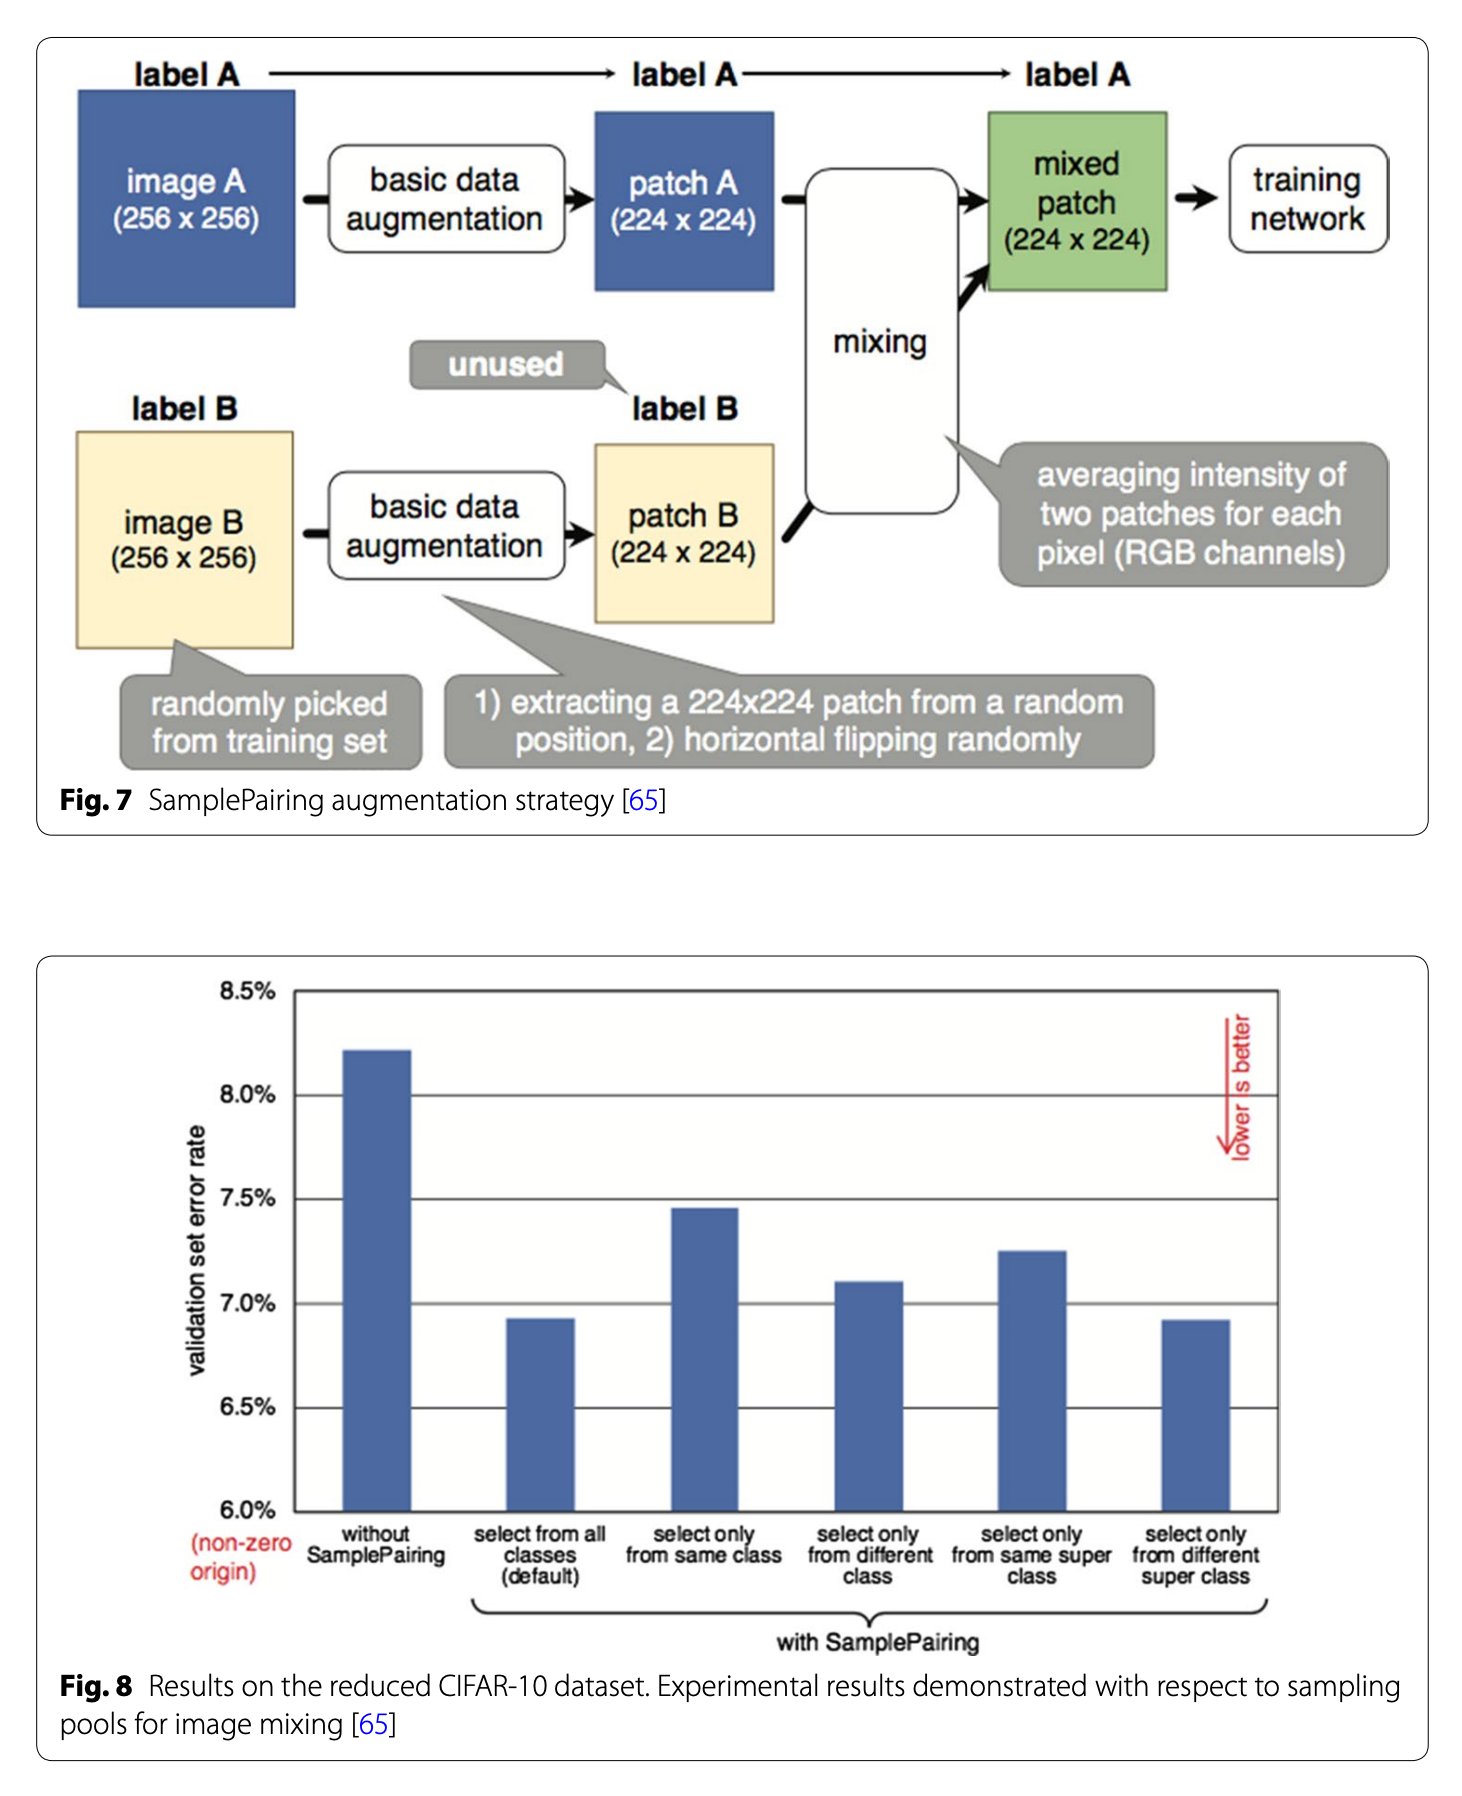 label A
label A
label A
image A
(256 x 256)
basic data
augmentation
patch A
(224 x 224)
mixed
patch
(224 x 224)
training
network
mixing
unused
label B
label B
image B
(256 x 256)
basic data
augmentation
patch B
(224 x 224)
averaging intensity of
two patches for each
pixel (RGB channels)
randomly picked
from training set
1) extracting a 224x224 patch from a random
position, 2) horizontal flipping randomly
Fig. 7 SamplePairing augmentation strategy [65]
8.5%
8.0%
7.5%
7.0%
6.5%
6.0%
validation set error rate
lower is better
(non-zero
origin)
without
SamplePairing
select from all
classes
(default)
select only
from same class
select only
from different
class
select only
from same super
class
select only
from different
super class
with SamplePairing
Fig. 8 Results on the reduced CIFAR-10 dataset. Experimental results demonstrated with respect to sampling
pools for image mixing [65]